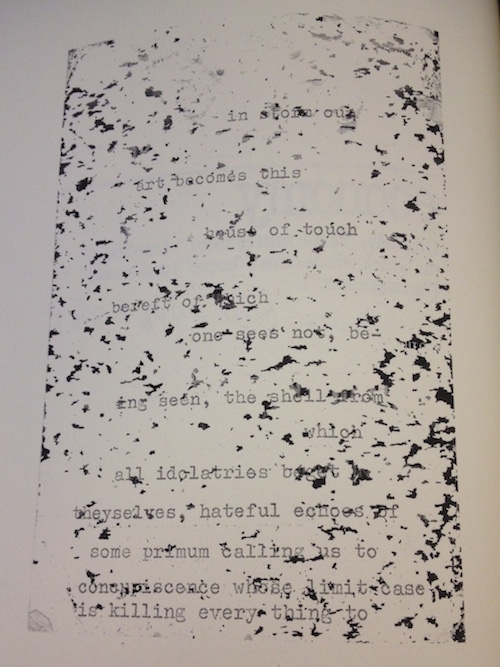 in storm our
art becomes this
house of touch
bereft of which
one sees not, be-
ing seen, the shell from
which
all idolatries
theyselves, hateful echoes of
some primum calling us to
concupiscence whose limit-case
is killing every thing to